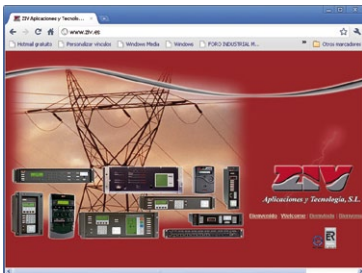 ZIV Aplicaciones y Tecnolo...
www.ziv.es
Hotmail gratuito
Personalizar vínculos
Windows Media
Windows
FORO INDUSTRIAL M...
Otros marcadores
ZIV
Aplicaciones y Tecnología, S.L.
Bienvenido Welcome